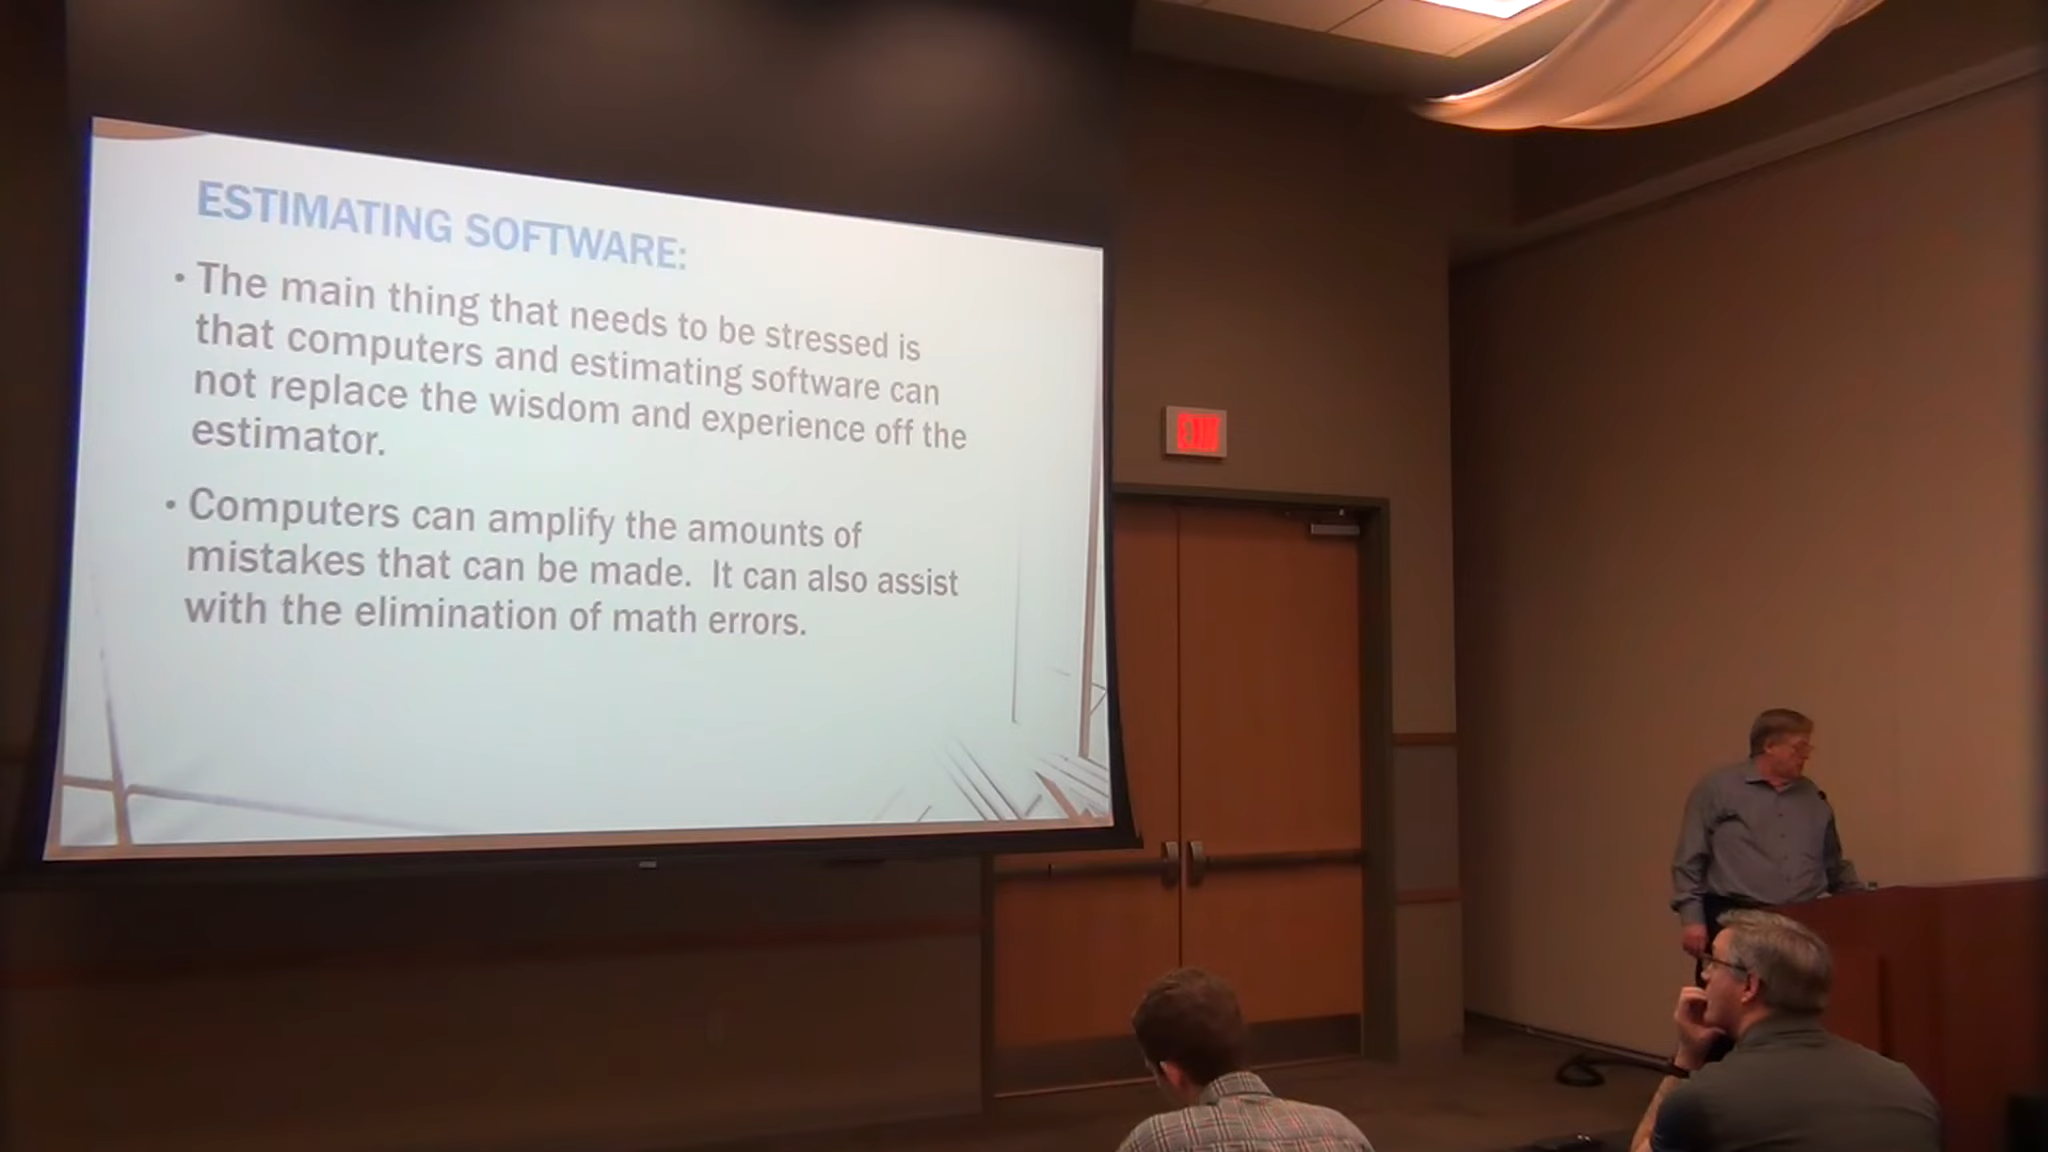 ESTIMATING SOFTWARE:
• The main thing that needs to be stressed is
that computers and estimating software can
not replace the wisdom and experience off the
estimator.
• Computers can amplify the amounts of
mistakes that can be made. It can also assist
with the elimination of math errors.